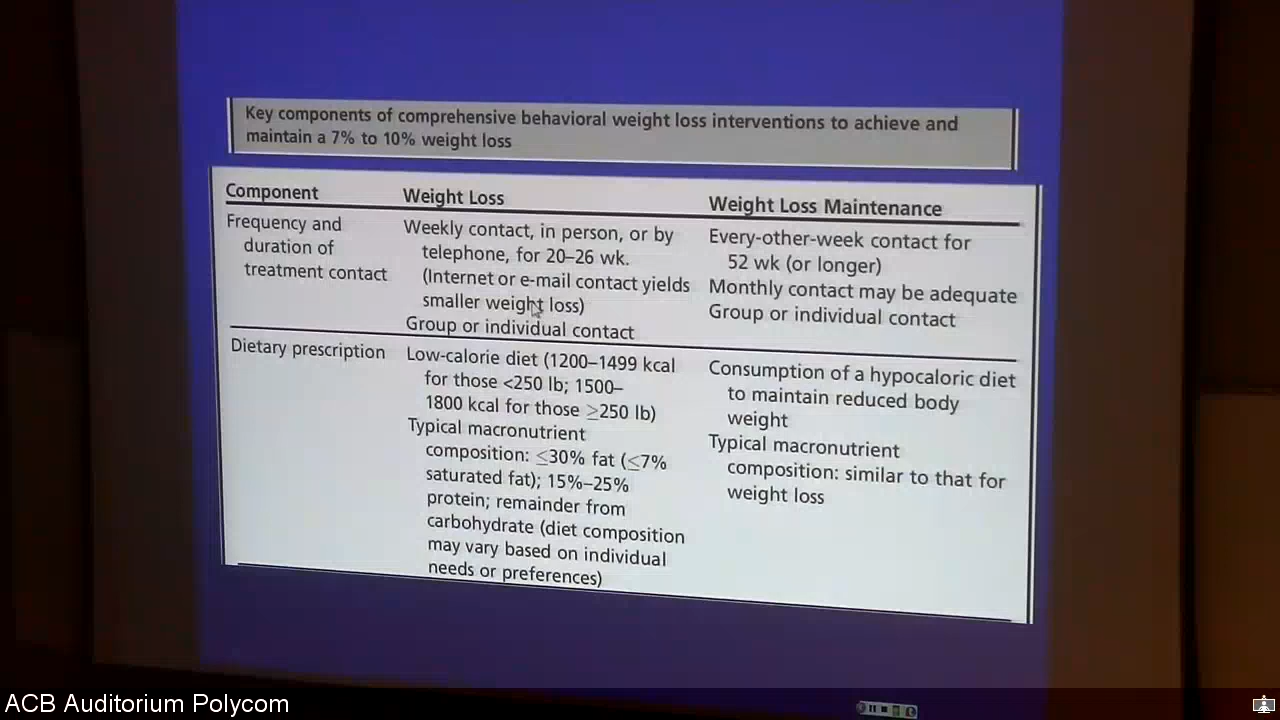 Key components of comprehensive behavioral weight loss interventions to achieve and
maintain a 7% to 10% weight loss
Component
Weight Loss
Weight Loss Maintenance
Frequency and
duration of
treatment contact
Weekly contact, in person, or by
telephone, for 20–26 wk.
(Internet or e-mail contact yields
smaller weight loss)
Group or individual contact
Every-other-week contact for
52 wk (or longer)
Monthly contact may be adequate
Group or individual contact
Dietary prescription
Low-calorie diet (1200–1499 kcal
for those <250 lb; 1500–
1800 kcal for those ≥250 lb)
Typical macronutrient
composition: ≤30% fat (≤7%
saturated fat); 15%–25%
protein; remainder from
carbohydrate (diet composition
may vary based on individual
needs or preferences)
Consumption of a hypocaloric diet
to maintain reduced body
weight
Typical macronutrient
composition: similar to that for
weight loss
ACB Auditorium Polycom